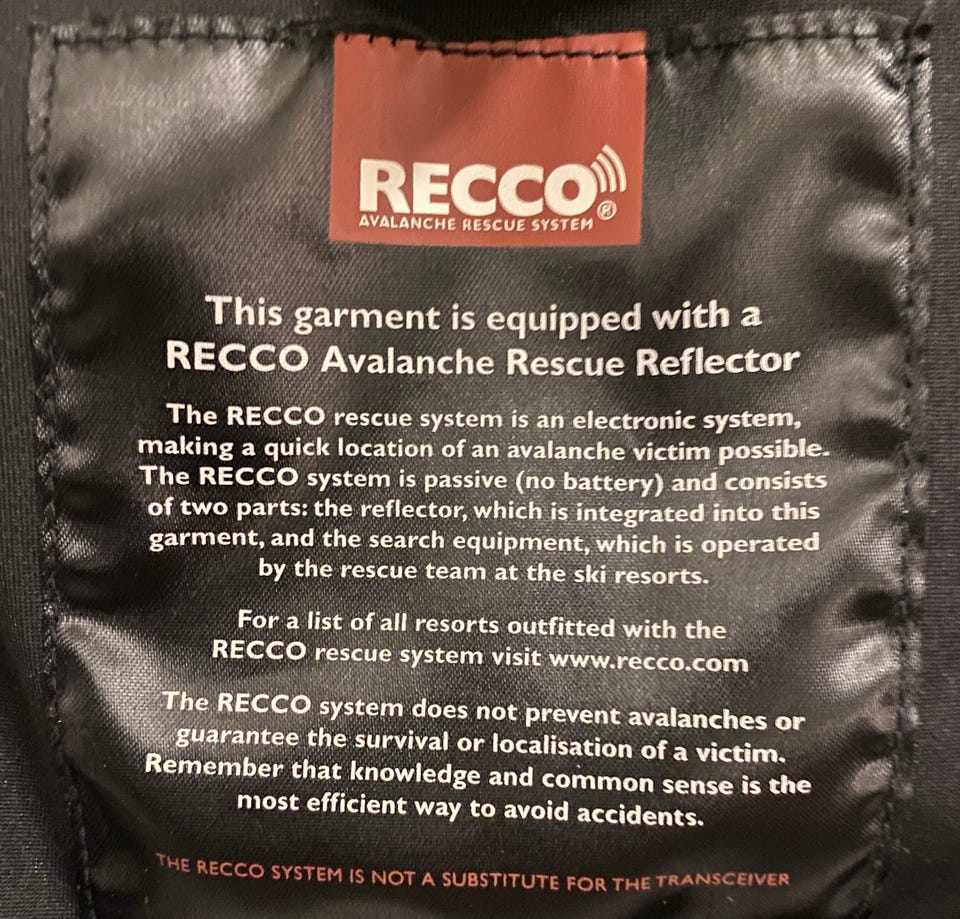 RECCO®
AVALANCHE RESCUE SYSTEM
This garment is equipped with a
RECCO Avalanche Rescue Reflector
The RECCO rescue system is an electronic system,
making a quick location of an avalanche victim possible.
The RECCO system is passive (no battery) and consists
of two parts: the reflector, which is integrated into this
garment, and the search equipment, which is operated
by the rescue team at the ski resorts.
For a list of all resorts outfitted with the
RECCO rescue system visit www.recco.com
The RECCO system does not prevent avalanches or
guarantee the survival or localisation of a victim.
Remember that knowledge and common sense is the
most efficient way to avoid accidents.
THE RECCO SYSTEM IS NOT A SUBSTITUTE FOR THE TRANSCEIVER